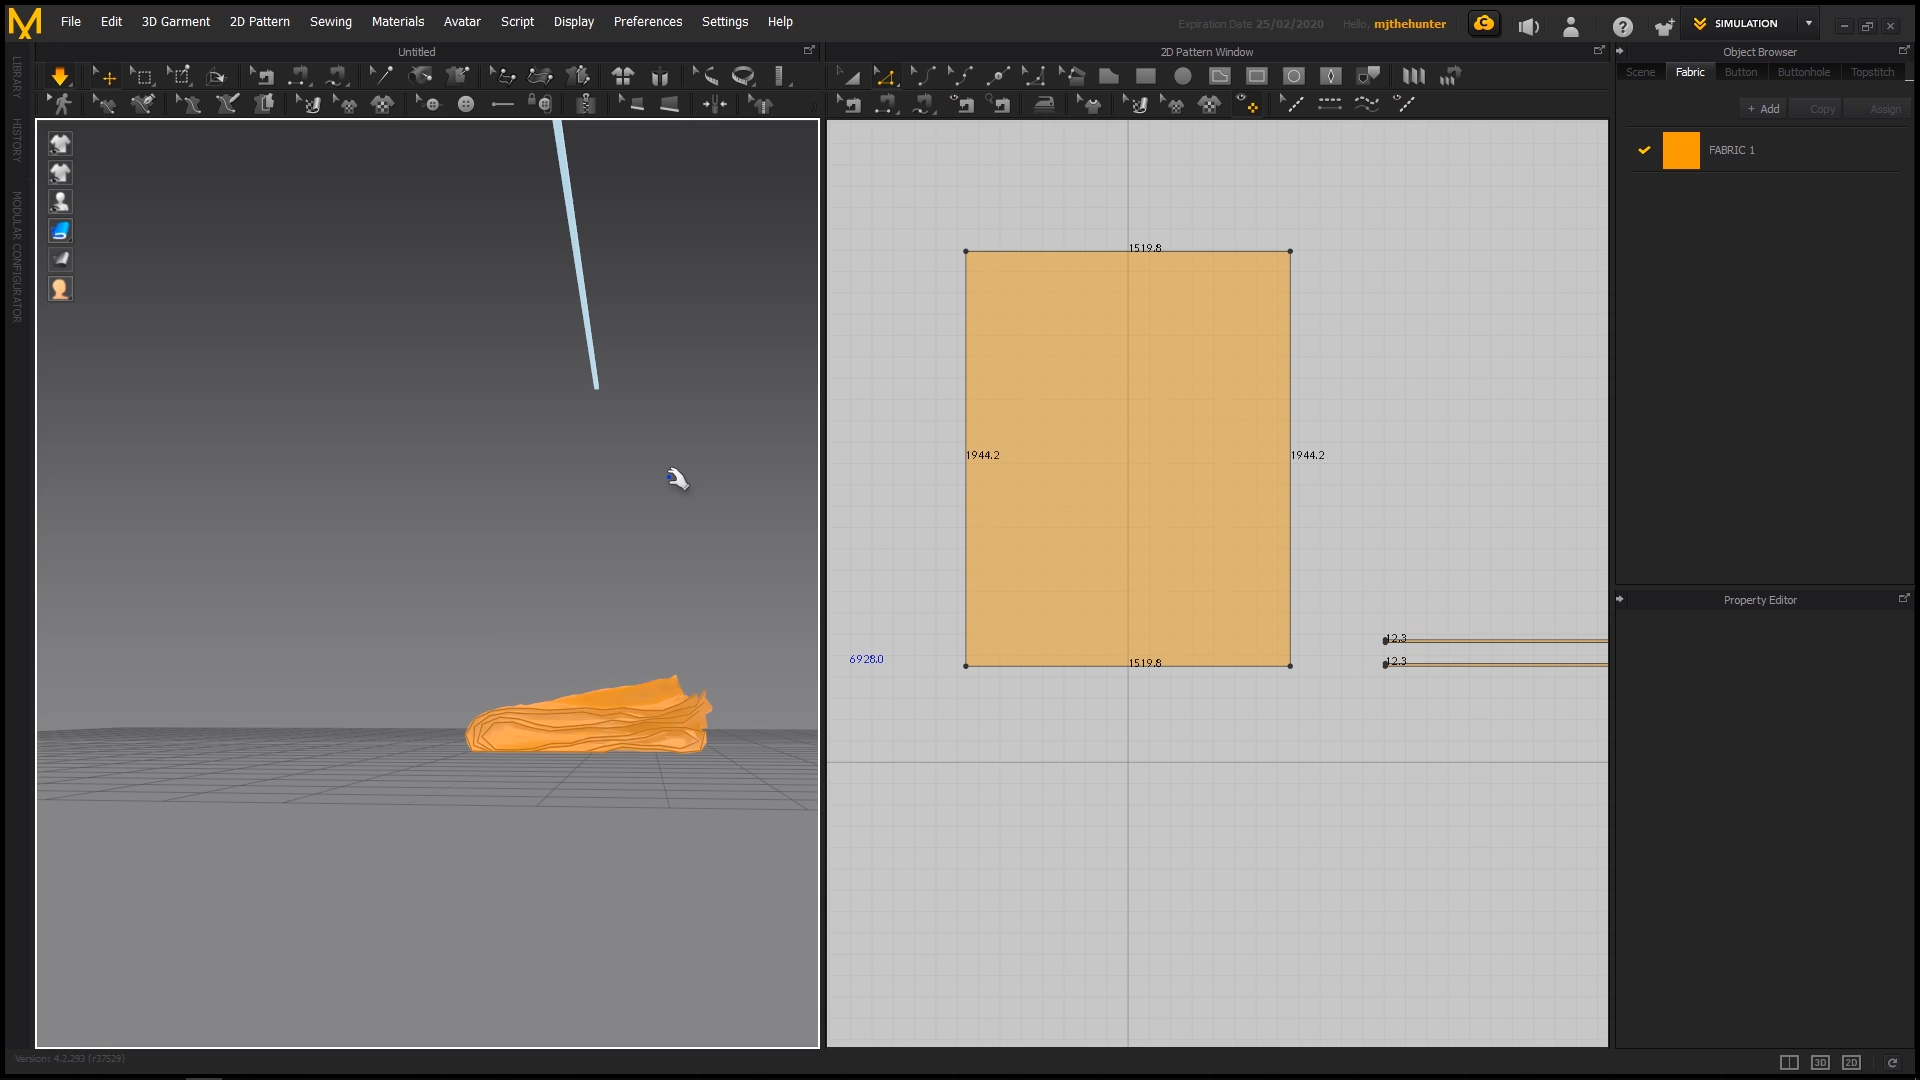 File Edit 3D Garment 2D Pattern Sewing Materials Avatar Script Display Preferences Settings Help
Expiration Date 25/02/2020 Hello, mjthehunter
SIMULATION
Untitled
2D Pattern Window
Object Browser
Scene Fabric Button Buttonhole Topstitch
+ Add Copy Assign
FABRIC 1
LIBRARY
HISTORY
MODULAR CONFIGURATOR
1519.8
1944.2
1944.2
12.3
6928.0
1519.8
12.3
Property Editor
Version: 4.2.293 (r37529)
3D 2D